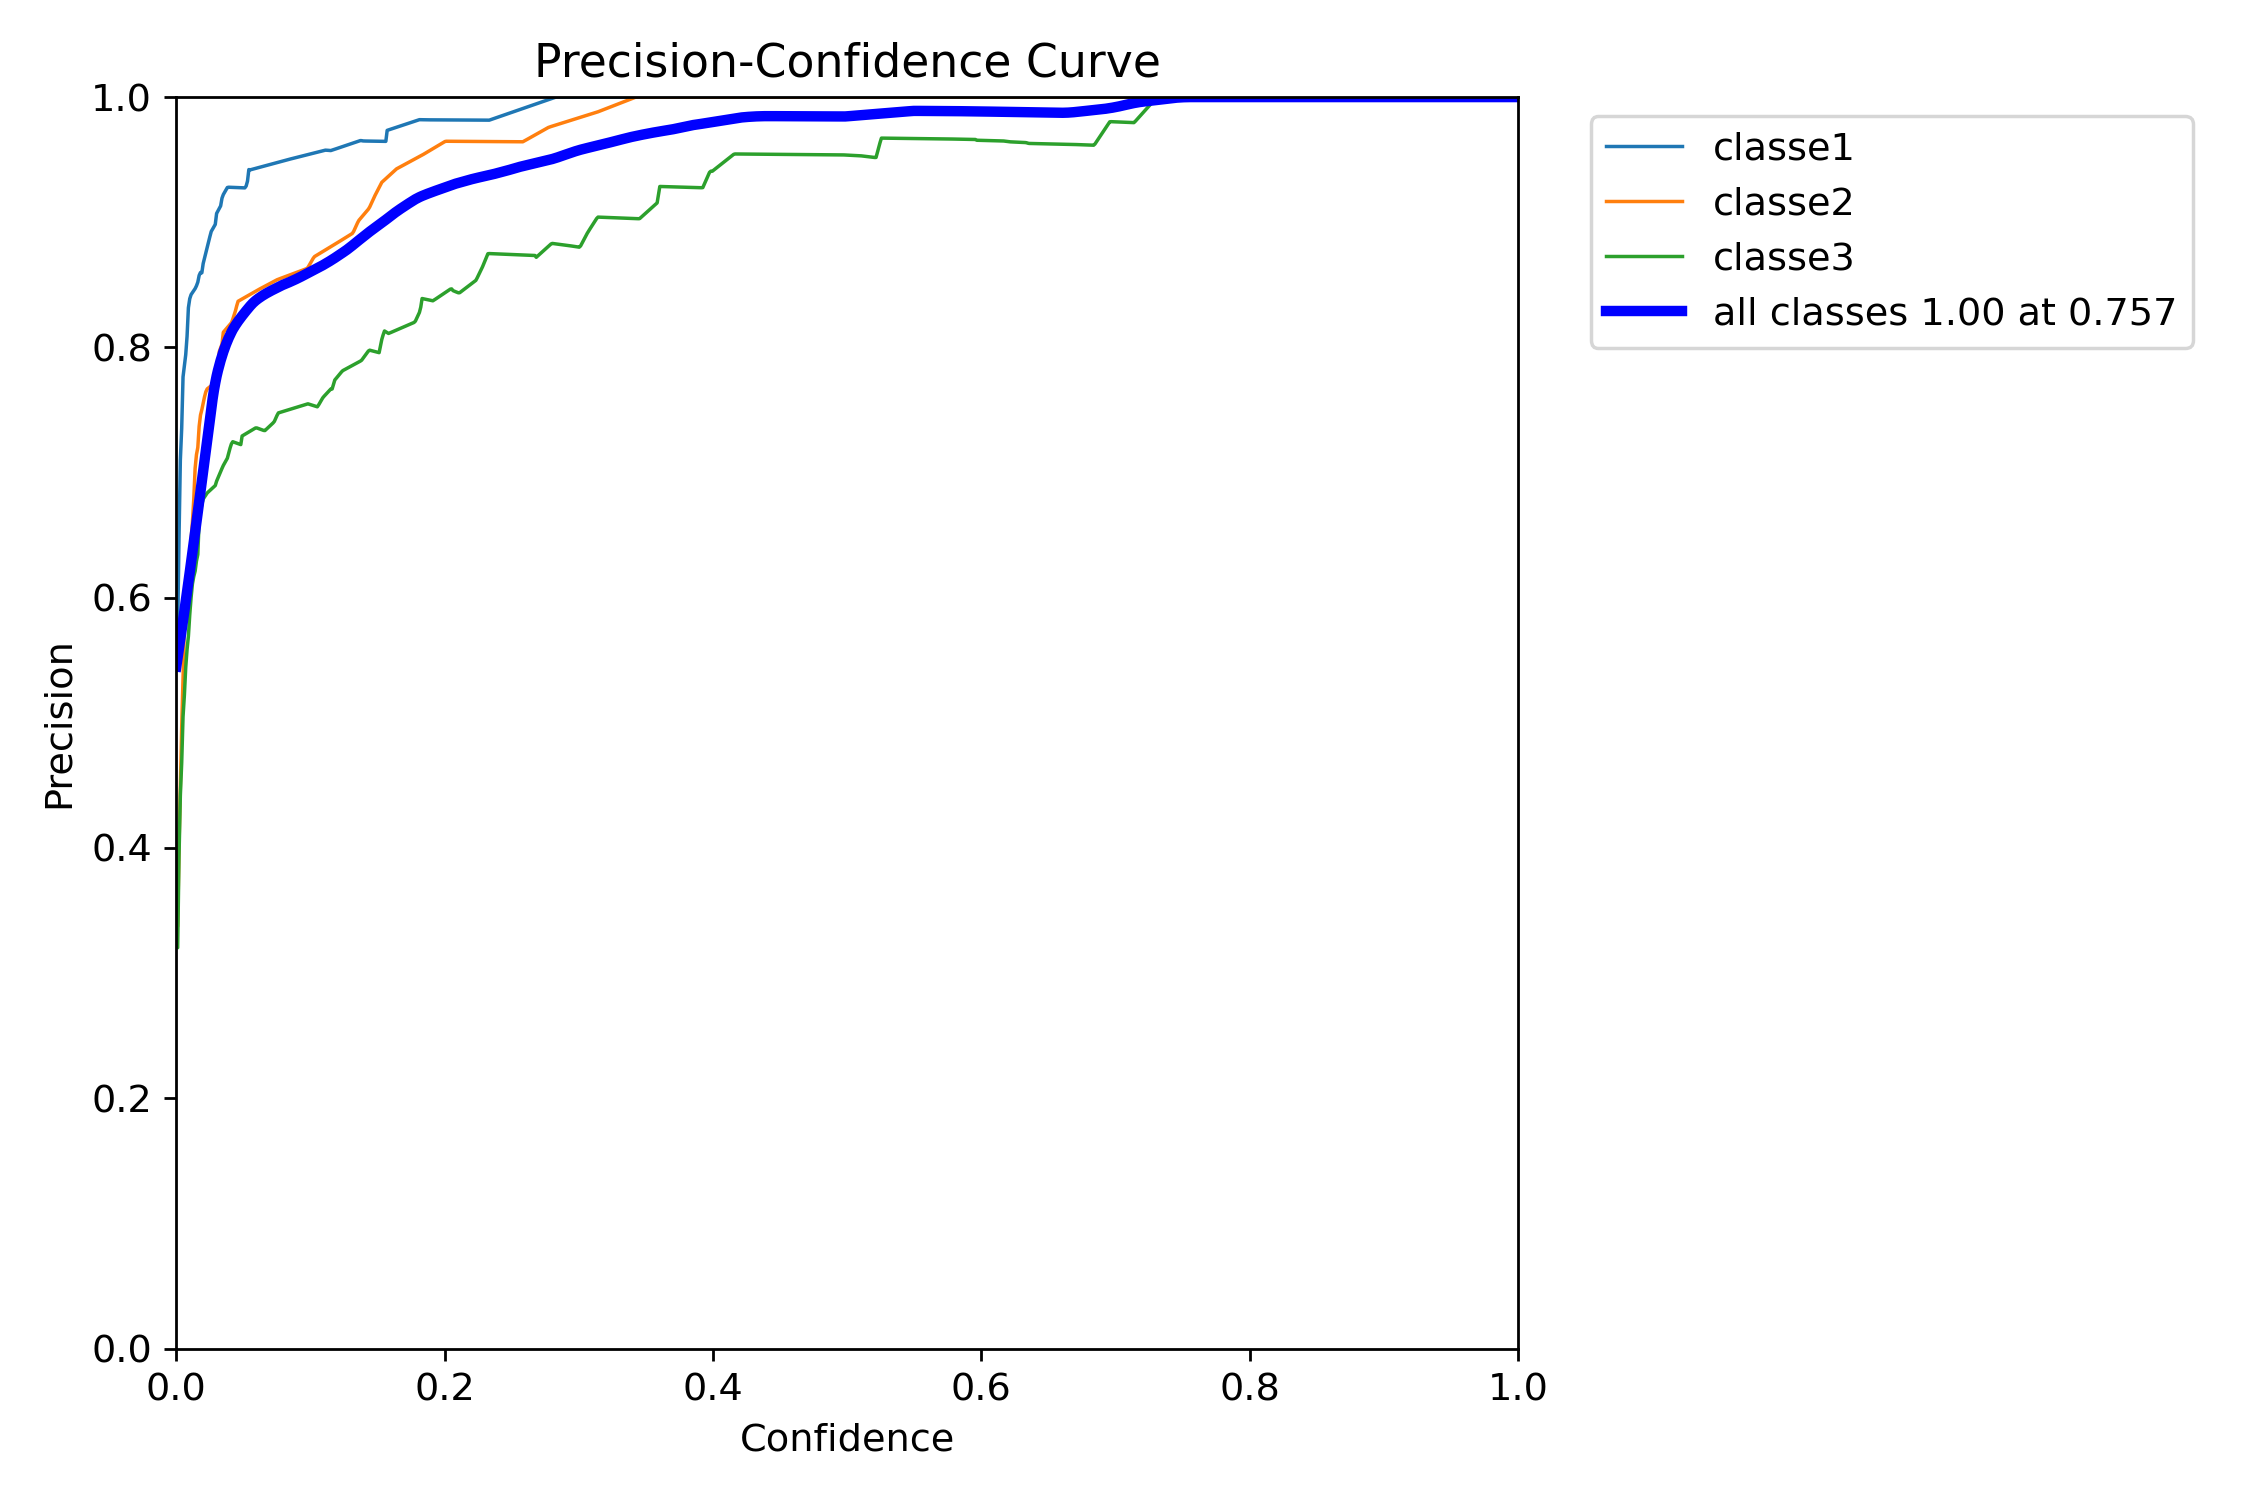 Precision-Confidence Curve
1.0
0.8
0.6
0.4
0.2
0.0
Precision
0.0 0.2 0.4 0.6 0.8 1.0
Confidence
classe1
classe2
classe3
all classes 1.00 at 0.757